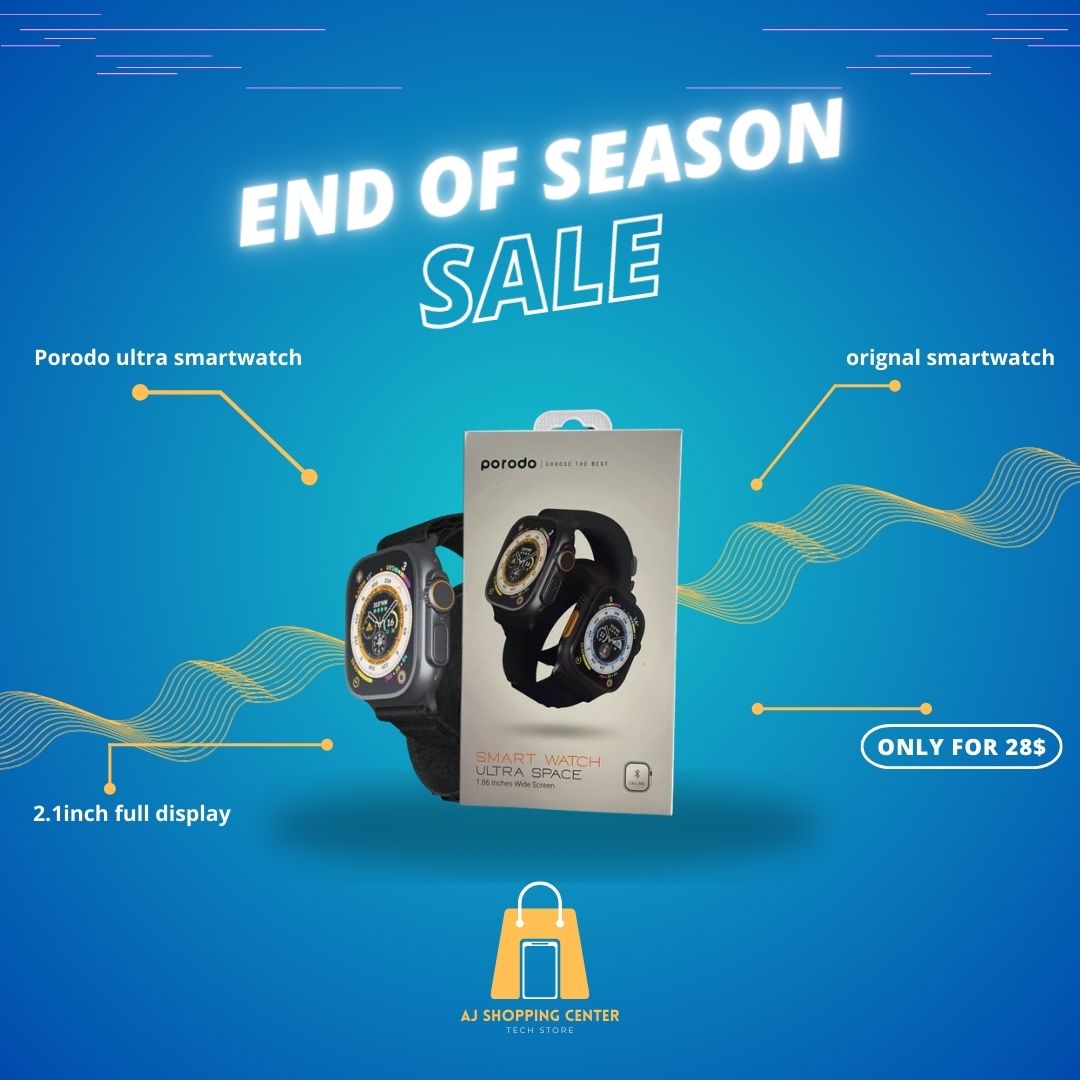 END OF SEASON
SALE
Porodo ultra smartwatch
orignal smartwatch
porodo | CHOOSE THE BEST
SMART WATCH
ULTRA SPACE
1.86 Inches Wide Screen
ONLY FOR 28$
2.1inch full display
AJ SHOPPING CENTER
TECH STORE